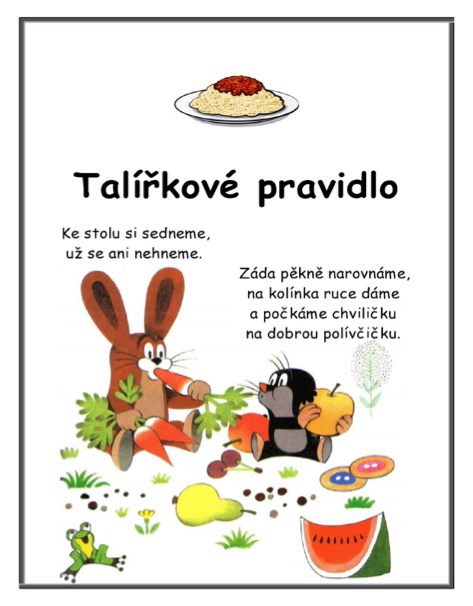 Talířkové pravidlo
Ke stolu si sedneme,
už se ani nehneme.
Záda pěkně narovnáme,
na kolínka ruce dáme
a počkáme chviličku
na dobrou polívčičku.